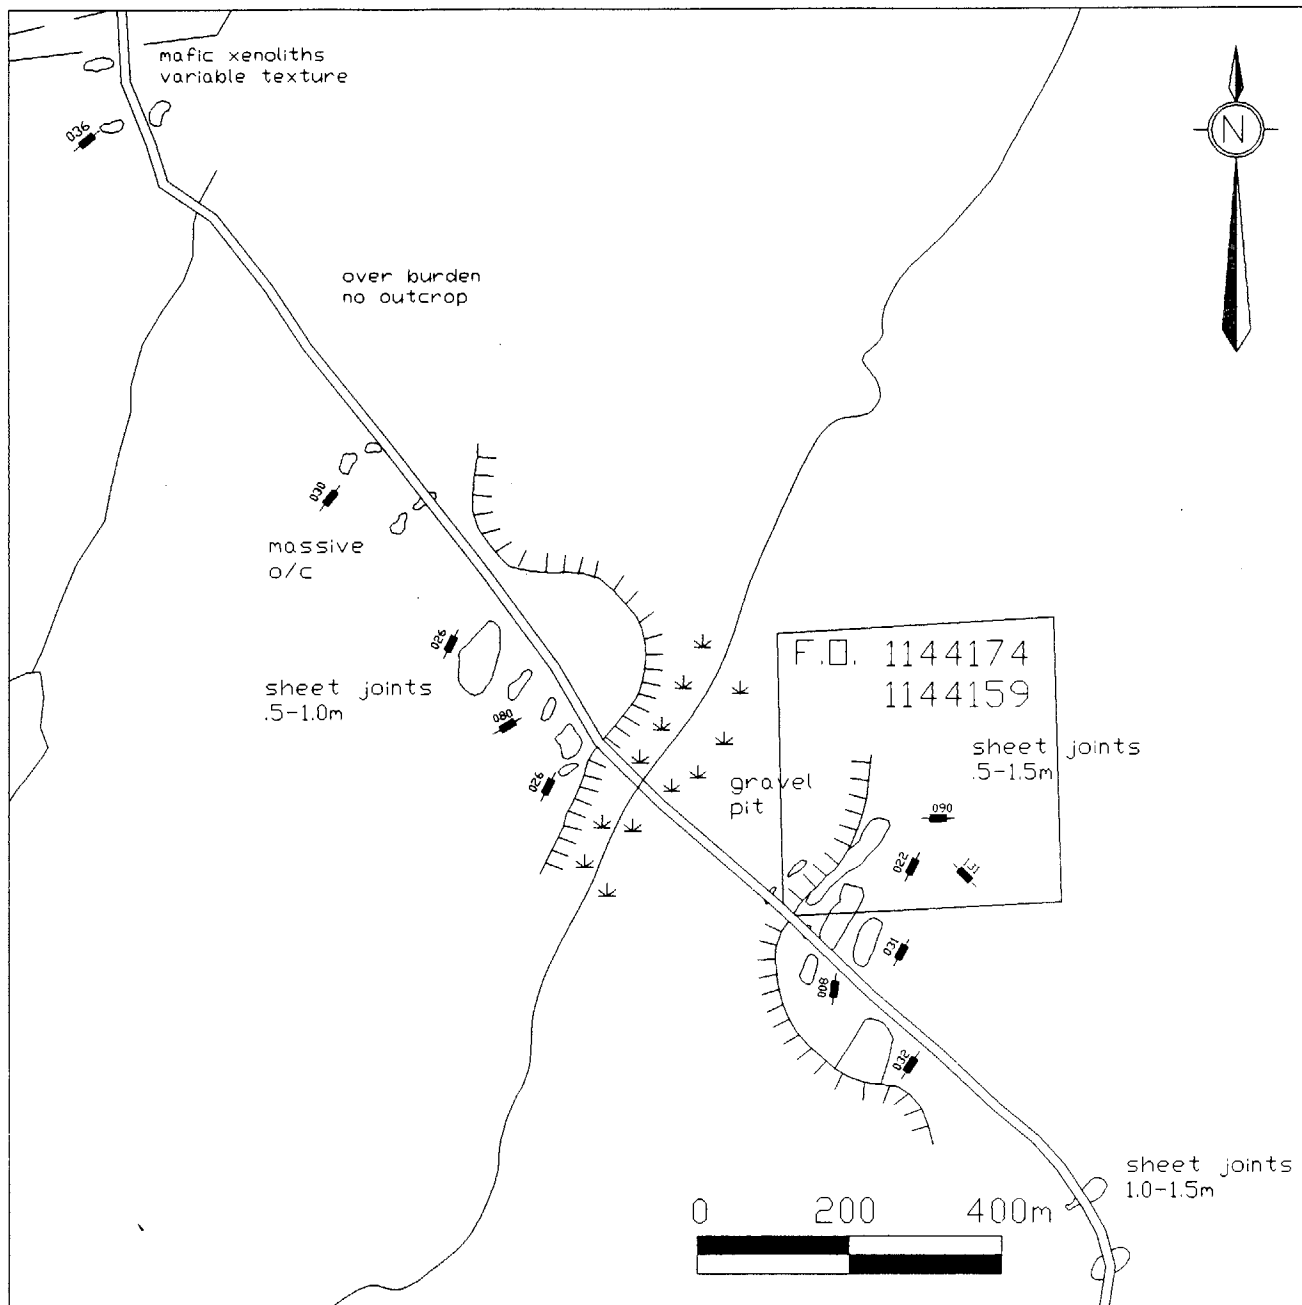 mafic xenoliths
variable texture
036
N
over burden
no outcrop
030
massive
o/c
026
sheet joints
.5-1.0m
080
026
F.O. 1144174
1144159
sheet joints
.5-1.5m
gravel
pit
090
022
031
008
032
sheet joints
1.0-1.5m
0 200 400m